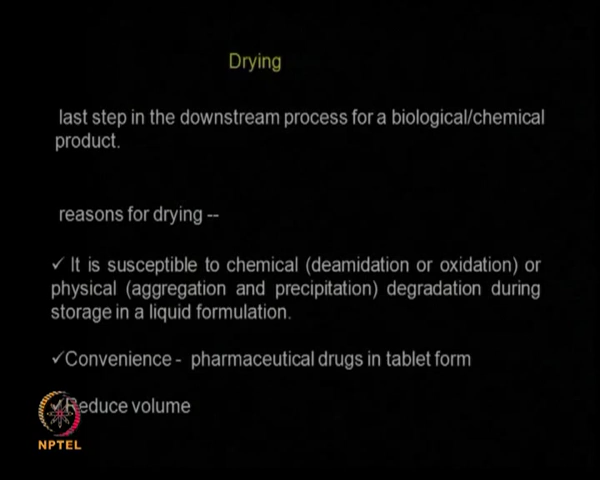 Drying
last step in the downstream process for a biological/chemical
product.
reasons for drying --
✓ It is susceptible to chemical (deamidation or oxidation) or
physical (aggregation and precipitation) degradation during
storage in a liquid formulation.
✓Convenience - pharmaceutical drugs in tablet form
✓Reduce volume
NPTEL